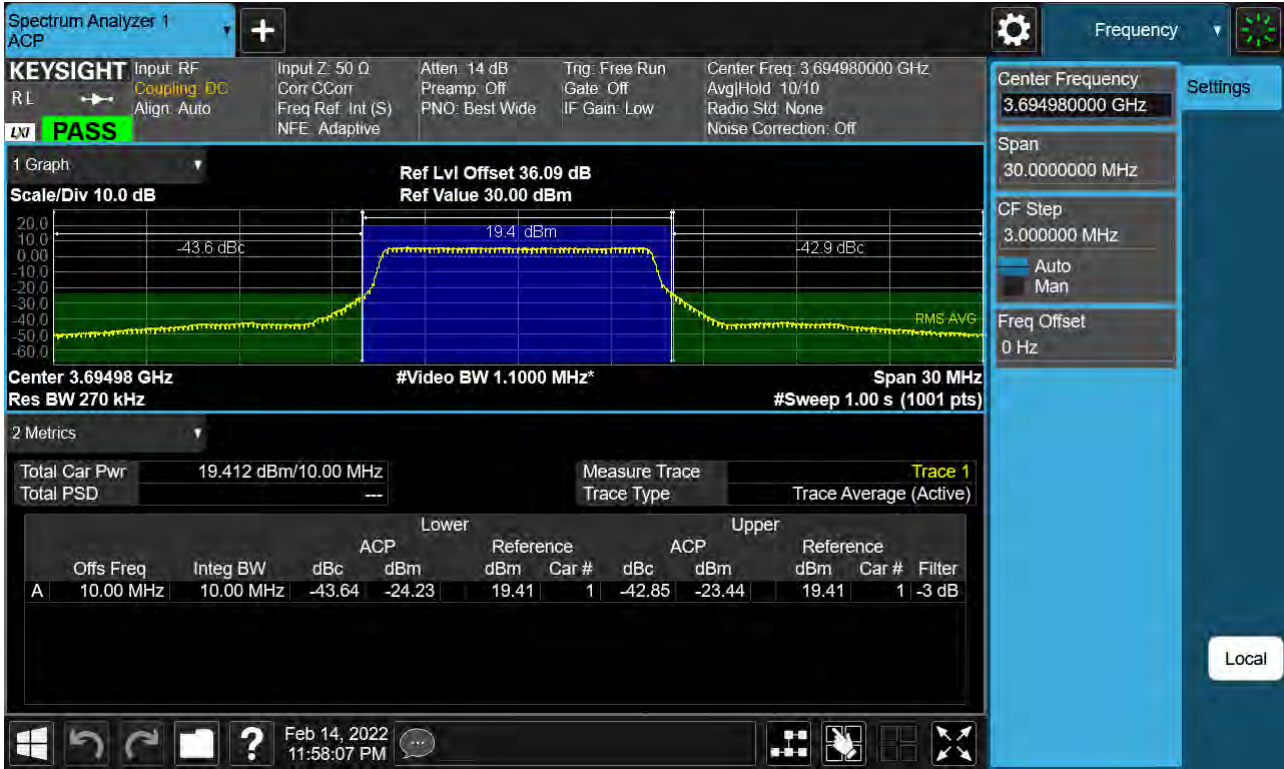 Spectrum Analyzer 1
ACP
Frequency
KEYSIGHT Input: RF Input Z: 50 Ω Atten: 14 dB Trig: Free Run Center Freq: 3.694980000 GHz
Coupling: DC Corr CCorr Preamp: Off Gate: Off Avg|Hold: 10/10
R L Align: Auto Freq Ref: Int (S) PNO: Best Wide IF Gain: Low Radio Std: None
LXI PASS NFE: Adaptive Noise Correction: Off
Center Frequency
3.694980000 GHz
Settings
Span
30.0000000 MHz
CF Step
3.000000 MHz
Auto
Man
Freq Offset
0 Hz
Local
1 Graph
Ref Lvl Offset 36.09 dB
Scale/Div 10.0 dB Ref Value 30.00 dBm
20.0
10.0
0.00
-10.0
-20.0
-30.0
-40.0
-50.0
-60.0
-43.6 dBc 19.4 dBm -42.9 dBc
RMS AVG
Center 3.69498 GHz #Video BW 1.1000 MHz* Span 30 MHz
Res BW 270 kHz #Sweep 1.00 s (1001 pts)
2 Metrics
Total Car Pwr 19.412 dBm/10.00 MHz Measure Trace Trace 1
Total PSD --- Trace Type Trace Average (Active)
Lower Upper
ACP Reference ACP Reference
Offs Freq Integ BW dBc dBm dBm Car # dBc dBm dBm Car # Filter
A 10.00 MHz 10.00 MHz -43.64 -24.23 19.41 1 -42.85 -23.44 19.41 1 -3 dB
Feb 14, 2022
11:58:07 PM